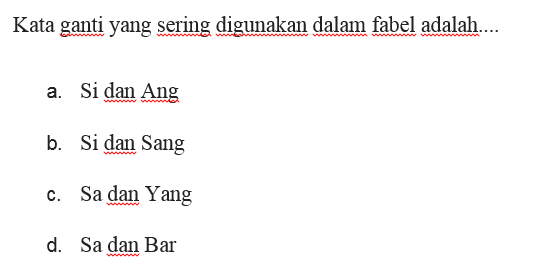 Kata ganti yang sering digunakan dalam fabel adalah....
a. Si dan Ang
b. Si dan Sang
c. Sa dan Yang
d. Sa dan Bar